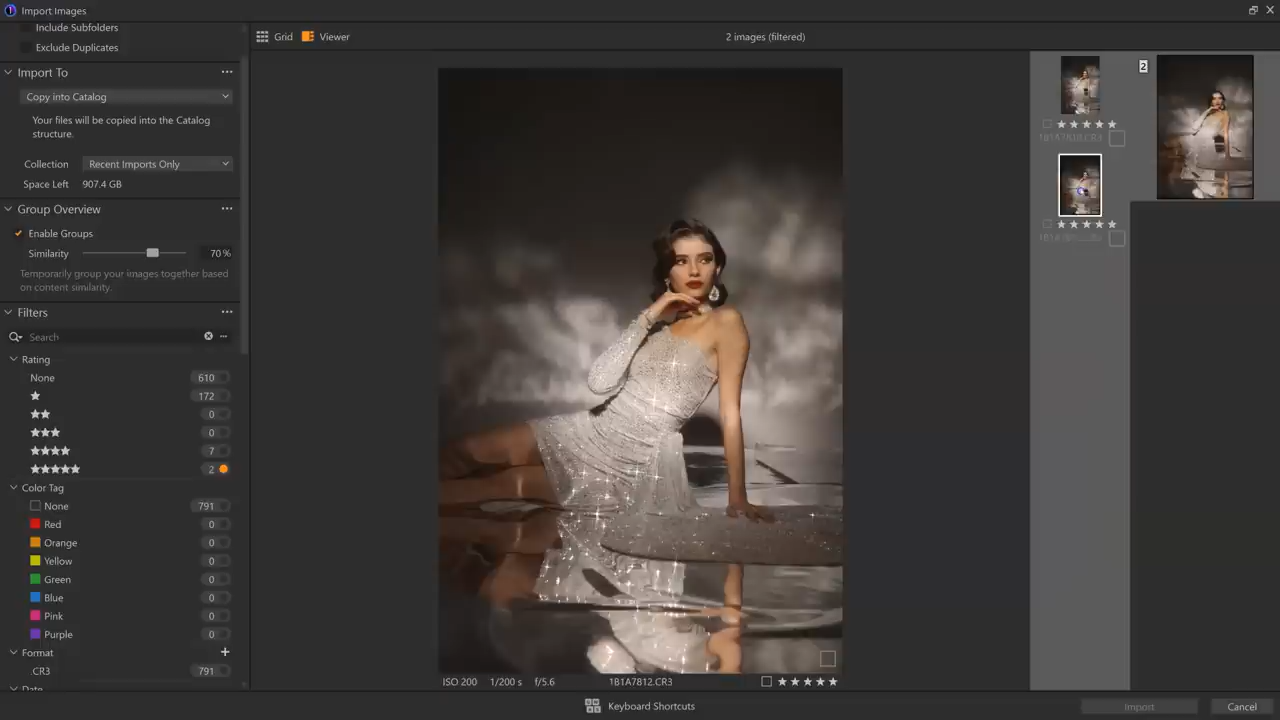 Import Images
Include Subfolders
Exclude Duplicates
Import To
Copy into Catalog
Your files will be copied into the Catalog
structure.
Collection Recent Imports Only
Space Left 907.4 GB
Group Overview
Enable Groups
Similarity 70 %
Temporarily group your images together based
on content similarity.
Filters
Search
Rating
None 610
172
0
0
7
2
Color Tag
None 791
Red 0
Orange 0
Yellow 0
Green 0
Blue 0
Pink 0
Purple 0
Format
.CR3 791
Date
Grid Viewer
2 images (filtered)
2
ISO 200 1/200 s f/5.6 1B1A7812.CR3
Keyboard Shortcuts
Import
Cancel